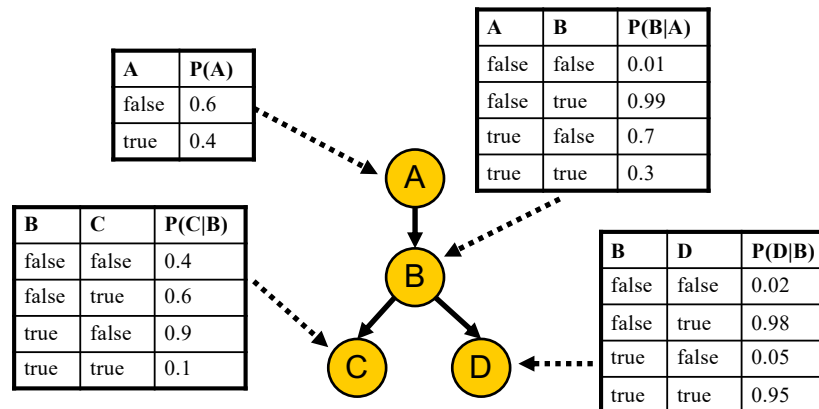 A B P(B|A)
false false 0.01
false true 0.99
true false 0.7
true true 0.3
A P(A)
false 0.6
true 0.4
A
B C P(C|B)
false false 0.4
false true 0.6
true false 0.9
true true 0.1
B
B D P(D|B)
false false 0.02
false true 0.98
true false 0.05
true true 0.95
C
D